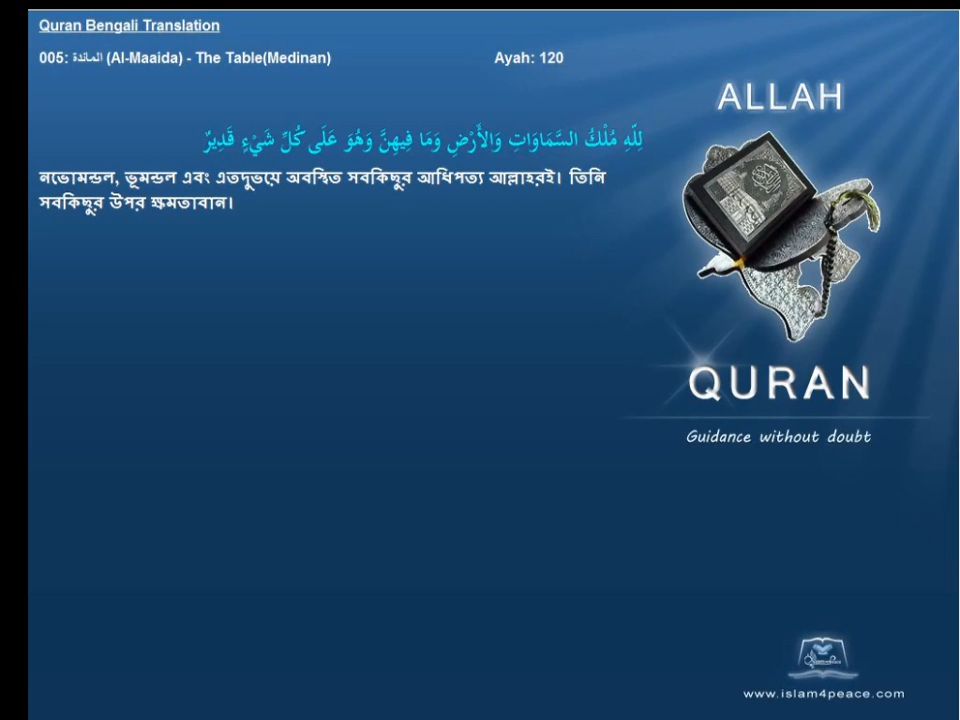 Quran Bengali Translation
005: المائدة (Al-Maaida) - The Table(Medinan) Ayah: 120
ALLAH
لِلّهِ مُلْكُ السَّمَاوَاتِ وَالأَرْضِ وَمَا فِيهِنَّ وَهُوَ عَلَى كُلِّ شَيْءٍ قَدِيرٌ
নভোমন্ডল, ভূমন্ডল এবং এতদুভয়ে অবস্থিত সবকিছুর আধিপত্য আল্লাহরই। তিনি
সবকিছুর উপর ক্ষমতাবান।
QURAN
Guidance without doubt
www.islam4peace.com